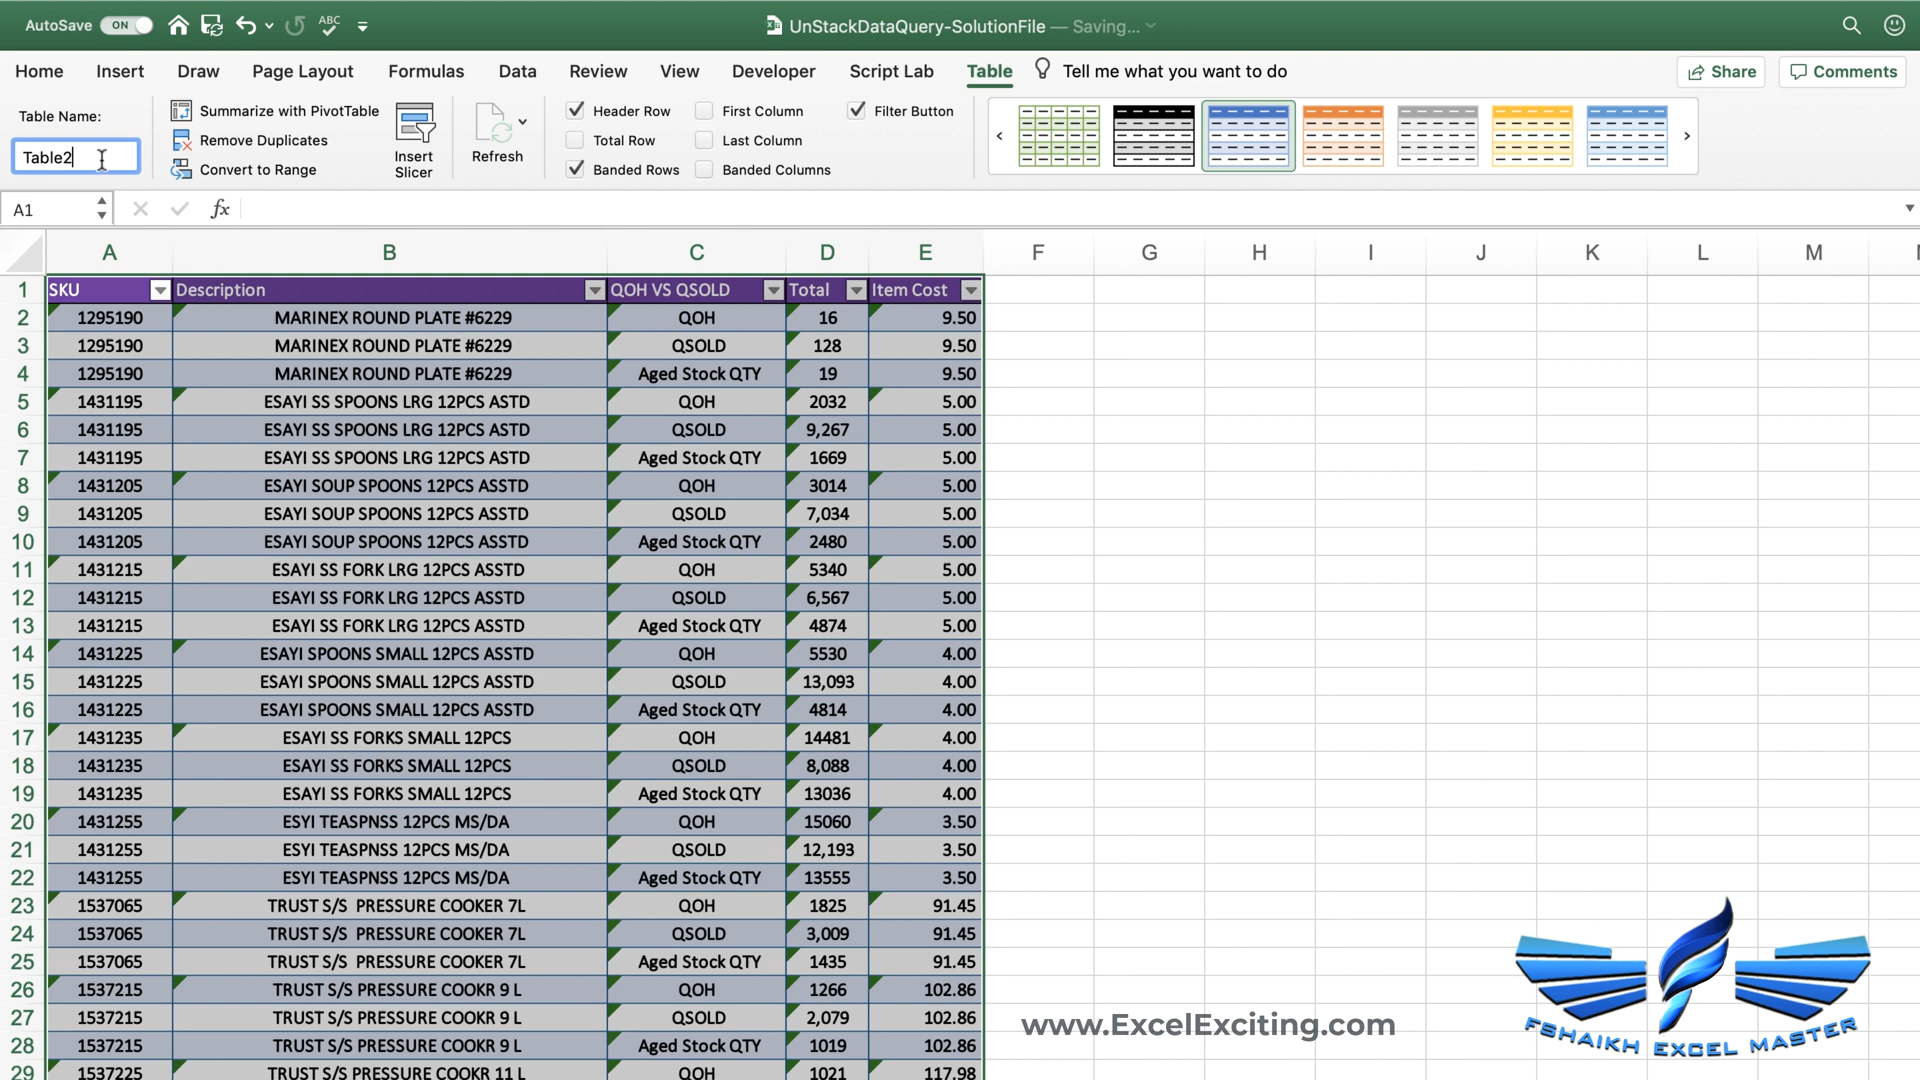 AutoSave ON ABC UnStackDataQuery-SolutionFile — Saving...
Home Insert Draw Page Layout Formulas Data Review View Developer Script Lab Table Tell me what you want to do Share Comments
Table Name:
Table2
Summarize with PivotTable
Remove Duplicates
Convert to Range
Insert
Slicer
Refresh
Header Row First Column Filter Button
Total Row Last Column
Banded Rows Banded Columns
A1 fx
A B C D E F G H I J K L M
1 SKU Description QOH VS QSOLD Total Item Cost
2 1295190 MARINEX ROUND PLATE #6229 QOH 16 9.50
3 1295190 MARINEX ROUND PLATE #6229 QSOLD 128 9.50
4 1295190 MARINEX ROUND PLATE #6229 Aged Stock QTY 19 9.50
5 1431195 ESAYI SS SPOONS LRG 12PCS ASTD QOH 2032 5.00
6 1431195 ESAYI SS SPOONS LRG 12PCS ASTD QSOLD 9,267 5.00
7 1431195 ESAYI SS SPOONS LRG 12PCS ASTD Aged Stock QTY 1669 5.00
8 1431205 ESAYI SOUP SPOONS 12PCS ASSTD QOH 3014 5.00
9 1431205 ESAYI SOUP SPOONS 12PCS ASSTD QSOLD 7,034 5.00
10 1431205 ESAYI SOUP SPOONS 12PCS ASSTD Aged Stock QTY 2480 5.00
11 1431215 ESAYI SS FORK LRG 12PCS ASSTD QOH 5340 5.00
12 1431215 ESAYI SS FORK LRG 12PCS ASSTD QSOLD 6,567 5.00
13 1431215 ESAYI SS FORK LRG 12PCS ASSTD Aged Stock QTY 4874 5.00
14 1431225 ESAYI SPOONS SMALL 12PCS ASSTD QOH 5530 4.00
15 1431225 ESAYI SPOONS SMALL 12PCS ASSTD QSOLD 13,093 4.00
16 1431225 ESAYI SPOONS SMALL 12PCS ASSTD Aged Stock QTY 4814 4.00
17 1431235 ESAYI SS FORKS SMALL 12PCS QOH 14481 4.00
18 1431235 ESAYI SS FORKS SMALL 12PCS QSOLD 8,088 4.00
19 1431235 ESAYI SS FORKS SMALL 12PCS Aged Stock QTY 13036 4.00
20 1431255 ESYI TEASPNSS 12PCS MS/DA QOH 15060 3.50
21 1431255 ESYI TEASPNSS 12PCS MS/DA QSOLD 12,193 3.50
22 1431255 ESYI TEASPNSS 12PCS MS/DA Aged Stock QTY 13555 3.50
23 1537065 TRUST S/S PRESSURE COOKER 7L QOH 1825 91.45
24 1537065 TRUST S/S PRESSURE COOKER 7L QSOLD 3,009 91.45
25 1537065 TRUST S/S PRESSURE COOKER 7L Aged Stock QTY 1435 91.45
26 1537215 TRUST S/S PRESSURE COOKR 9 L QOH 1266 102.86
27 1537215 TRUST S/S PRESSURE COOKR 9 L QSOLD 2,079 102.86
28 1537215 TRUST S/S PRESSURE COOKR 9 L Aged Stock QTY 1019 102.86
29 1537225 TRUST S/S PRESSURE COOKR 11 L QOH 1021 117.98
www.ExcelExciting.com
FSHAIKH EXCEL MASTER